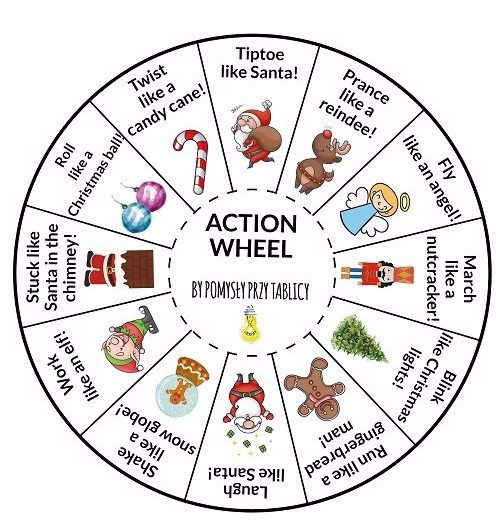 ACTION
WHEEL
BY POMYSŁY PRZY TABLICY
Tiptoe
like Santa!
Prance
like a
reindee!
Fly
like an angel!
March
like a
nutcracker!
Blink
like Christmas
lights!
Run like a
gingerbread
man!
Laugh
like Santa!
Shake
like a
snow globe!
Work
like an elf!
Stuck like
Santa in the
chimney!
Roll
like a
Christmas ball!
Twist
like a
candy cane!